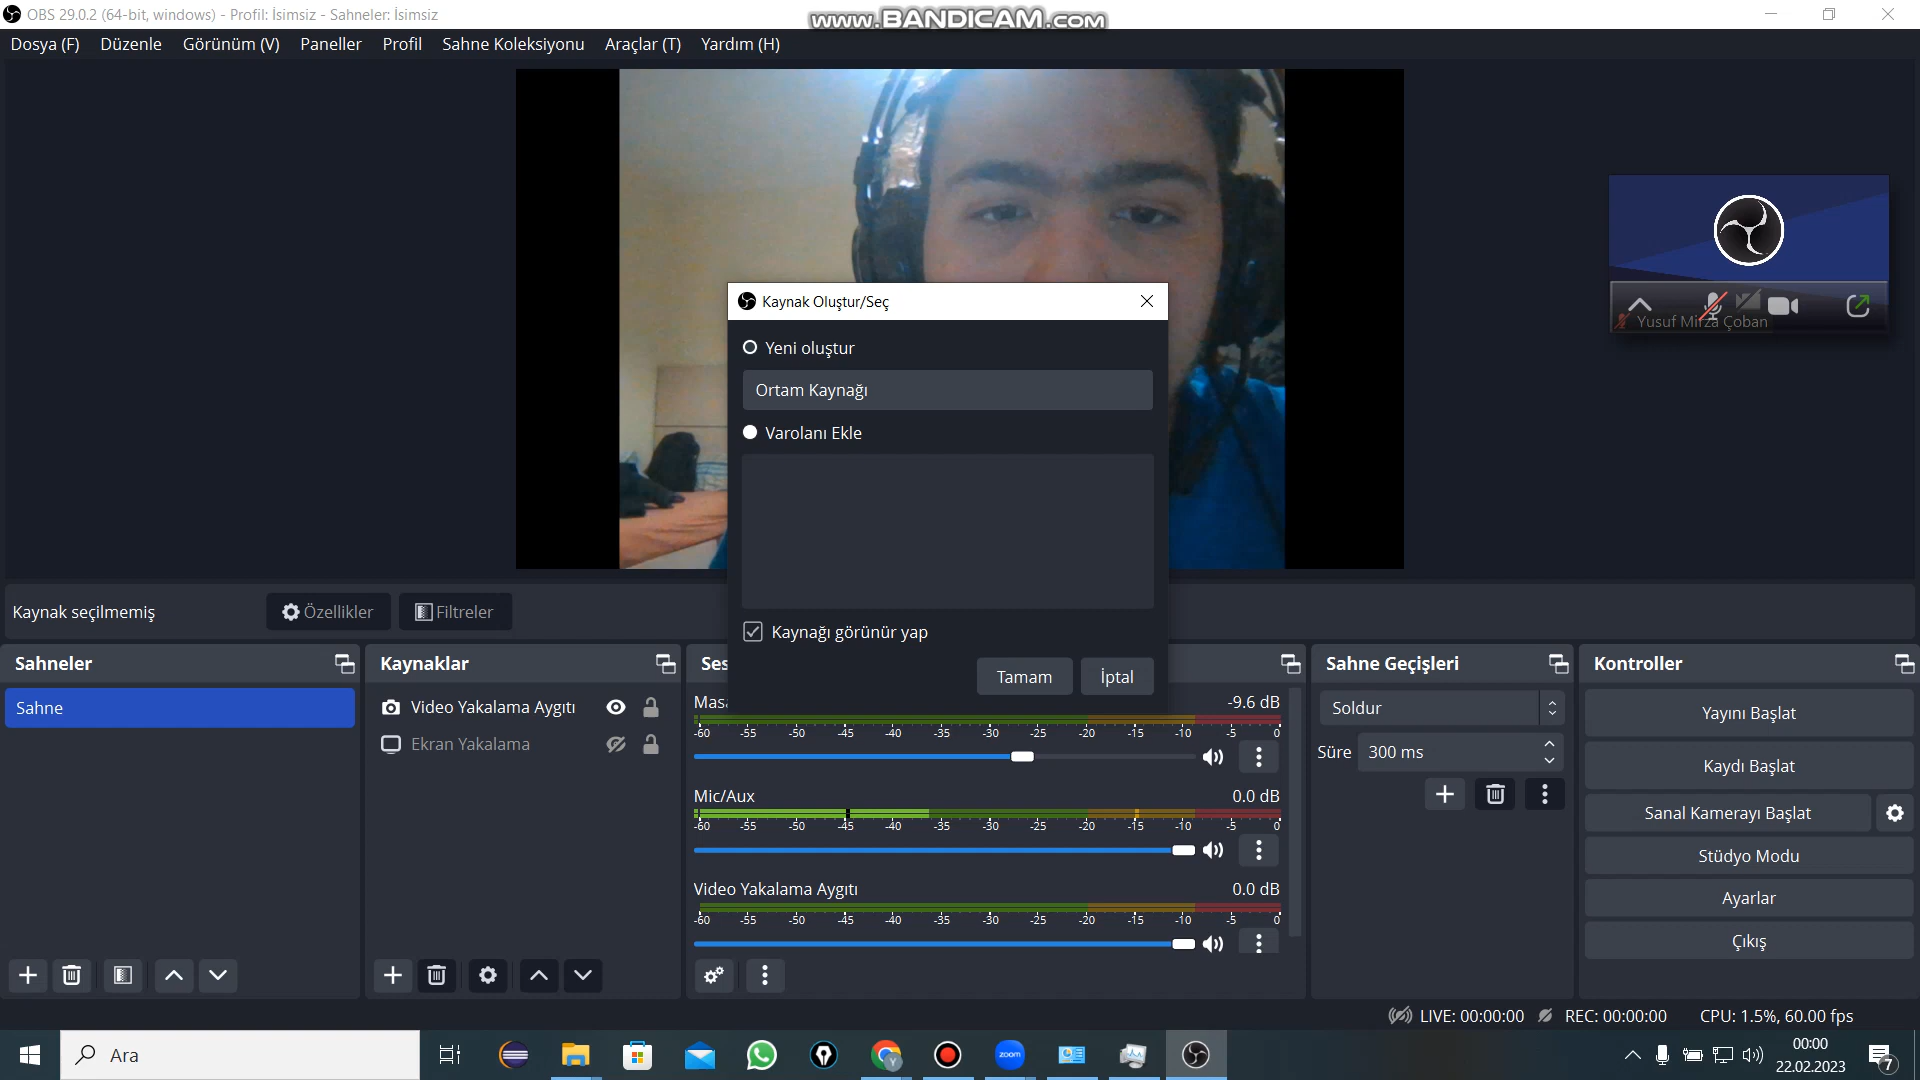 OBS 29.0.2 (64-bit, windows) - Profil: İsimsiz - Sahneler: İsimsiz
www.BANDICAM.com
Dosya (F) Düzenle Görünüm (V) Paneller Profil Sahne Koleksiyonu Araçlar (T) Yardım (H)
Yusuf Mirza Çoban
Kaynak Oluştur/Seç
Yeni oluştur
Ortam Kaynağı
Varolanı Ekle
Kaynağı görünür yap
Tamam İptal
Kaynak seçilmemiş Özellikler Filtreler
Sahneler
Sahne
Kaynaklar
Video Yakalama Aygıtı
Ekran Yakalama
Ses
Masa -9.6 dB
-60 -55 -50 -45 -40 -35 -30 -25 -20 -15 -10 -5 0
Mic/Aux 0.0 dB
-60 -55 -50 -45 -40 -35 -30 -25 -20 -15 -10 -5 0
Video Yakalama Aygıtı 0.0 dB
-60 -55 -50 -45 -40 -35 -30 -25 -20 -15 -10 -5 0
Sahne Geçişleri
Soldur
Süre 300 ms
Kontroller
Yayını Başlat
Kaydı Başlat
Sanal Kamerayı Başlat
Stüdyo Modu
Ayarlar
Çıkış
LIVE: 00:00:00 REC: 00:00:00 CPU: 1.5%, 60.00 fps
Ara
zoom
Y
00:00
22.02.2023
7